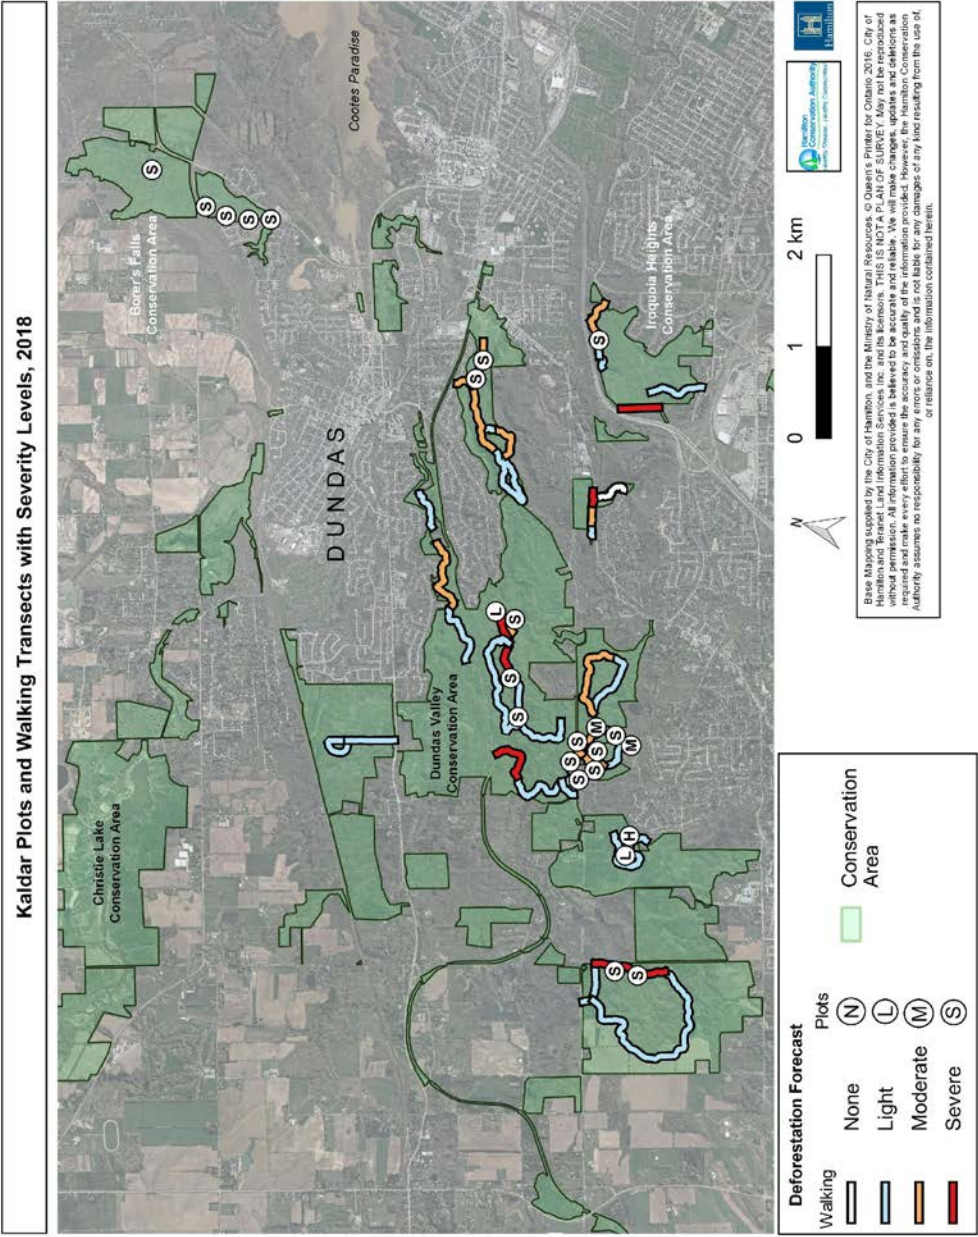 Kaldar Plots and Walking Transects with Severity Levels, 2018
Christie Lake
Conservation Area
Borer's Falls
Conservation Area
Cootes Paradise
DUNDAS
Dundas Valley
Conservation Area
Iroquoia Heights
Conservation Area
S
S
S
S
S
S
S
S
L
S
S
S
S
S
M
S
S
S
S
S
M
L
H
S
S
Deforestation Forecast
Walking
Plots
None
N
Light
L
Moderate
M
Severe
S
Conservation
Area
N
0 1 2 km
Hamilton
Conservation Authority
Hamilton
Base Mapping supplied by the City of Hamilton, and the Ministry of Natural Resources. © Queen's Printer for Ontario 2016. City of
Hamilton and Teranet Land Information Services Inc. and its licensors. THIS IS NOT A PLAN OF SURVEY. May not be reproduced
without permission. All information provided is believed to be accurate and reliable. We will make changes, updates and deletions as
required and make every effort to ensure the accuracy and quality of the information provided. However, the Hamilton Conservation
Authority assumes no responsibility for any errors or omissions and is not liable for any damages of any kind resulting from the use of,
or reliance on, the information contained herein.